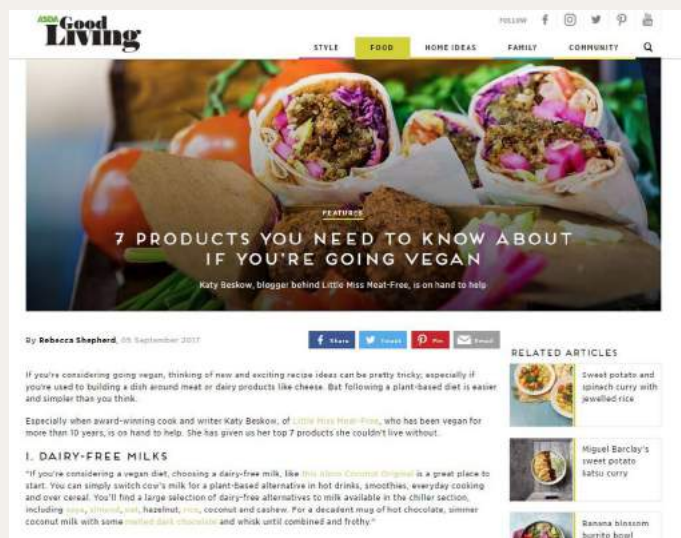 ASDA Good
Living
FOLLOW
STYLE FOOD HOME IDEAS FAMILY COMMUNITY
FEATURES
7 PRODUCTS YOU NEED TO KNOW ABOUT
IF YOU'RE GOING VEGAN
Katy Beskow, blogger behind Little Miss Meat-Free, is on hand to help
By Rebecca Shepherd, 05 September 2017
Share Tweet Pin Email
If you're considering going vegan, thinking of new and exciting recipe ideas can be pretty tricky, especially if
you're used to building a dish around meat or dairy products like cheese. But following a plant-based diet is easier
and simpler than you think.
Especially when award-winning cook and writer Katy Beskow, of Little Miss Meat-Free, who has been vegan for
more than 10 years, is on hand to help. She has given us her top 7 products she couldn't live without.
1. DAIRY-FREE MILKS
"If you're considering a vegan diet, choosing a dairy-free milk, like this Alpro Coconut Original is a great place to
start. You can simply switch cow's milk for a plant-based alternative in hot drinks, smoothies, everyday cooking
and over cereal. You'll find a large selection of dairy-free alternatives to milk available in the chiller section,
including soya, almond, oat, hazelnut, rice, coconut and cashew. For a decadent mug of hot chocolate, simmer
coconut milk with some melted dark chocolate and whisk until combined and frothy."
RELATED ARTICLES
Sweet potato and
spinach curry with
jewelled rice
Miguel Barclay's
sweet potato
katsu curry
Banana blossom
burrito bowl